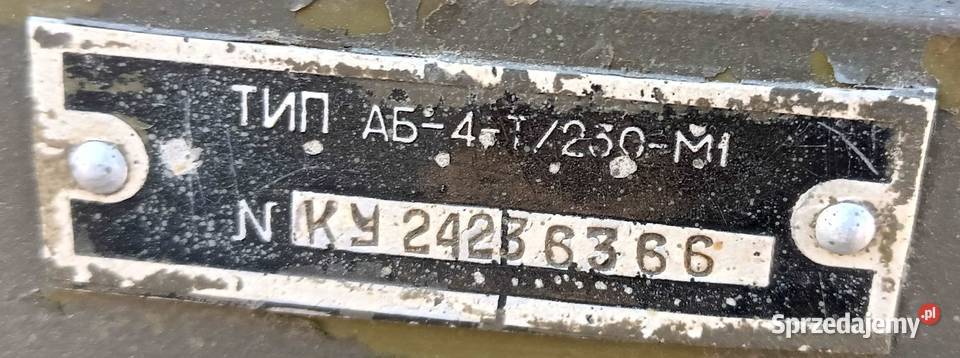 ТИП АБ-4-Т/230-М1
N КУ 24236366
Sprzedajemy.pl